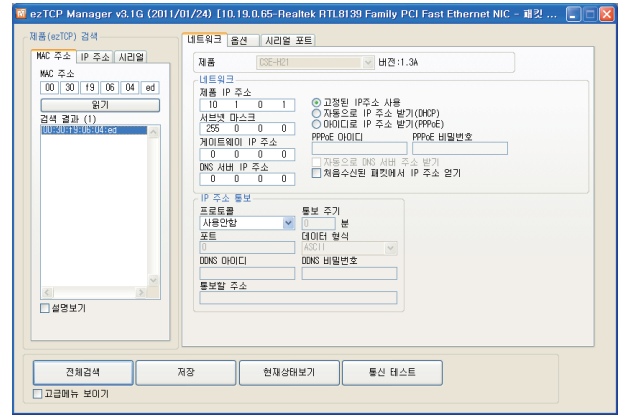 ezTCP Manager v3.1G (2011/01/24) [10.19.0.65-Realtek RTL8139 Family PCI Fast Ethernet NIC - 패킷 ...
제품(ezTCP) 검색
MAC 주소 IP 주소 시리얼
MAC 주소
00 30 f9 06 04 ed
읽기
검색 결과 (1)
00:30:f9:06:04:ed
설명보기
네트워크 옵션 시리얼 포트
제품 CSE-H21 버전:1.3A
네트워크
제품 IP 주소
10 1 0 1
서브넷 마스크
255 0 0 0
게이트웨이 IP 주소
0 0 0 0
DNS 서버 IP 주소
0 0 0 0
고정된 IP주소 사용
자동으로 IP 주소 받기(DHCP)
아이디로 IP 주소 받기(PPPoE)
PPPoE 아이디 PPPoE 비밀번호
자동으로 DNS 서버 주소 받기
처음수신된 패킷에서 IP 주소 얻기
IP 주소 통보
프로토콜 통보 주기
사용안함 0 분
포트 데이터 형식
0 ASCII
DDNS 아이디 DDNS 비밀번호
통보할 주소
전체검색 저장 현재상태보기 통신 테스트
고급메뉴 보이기